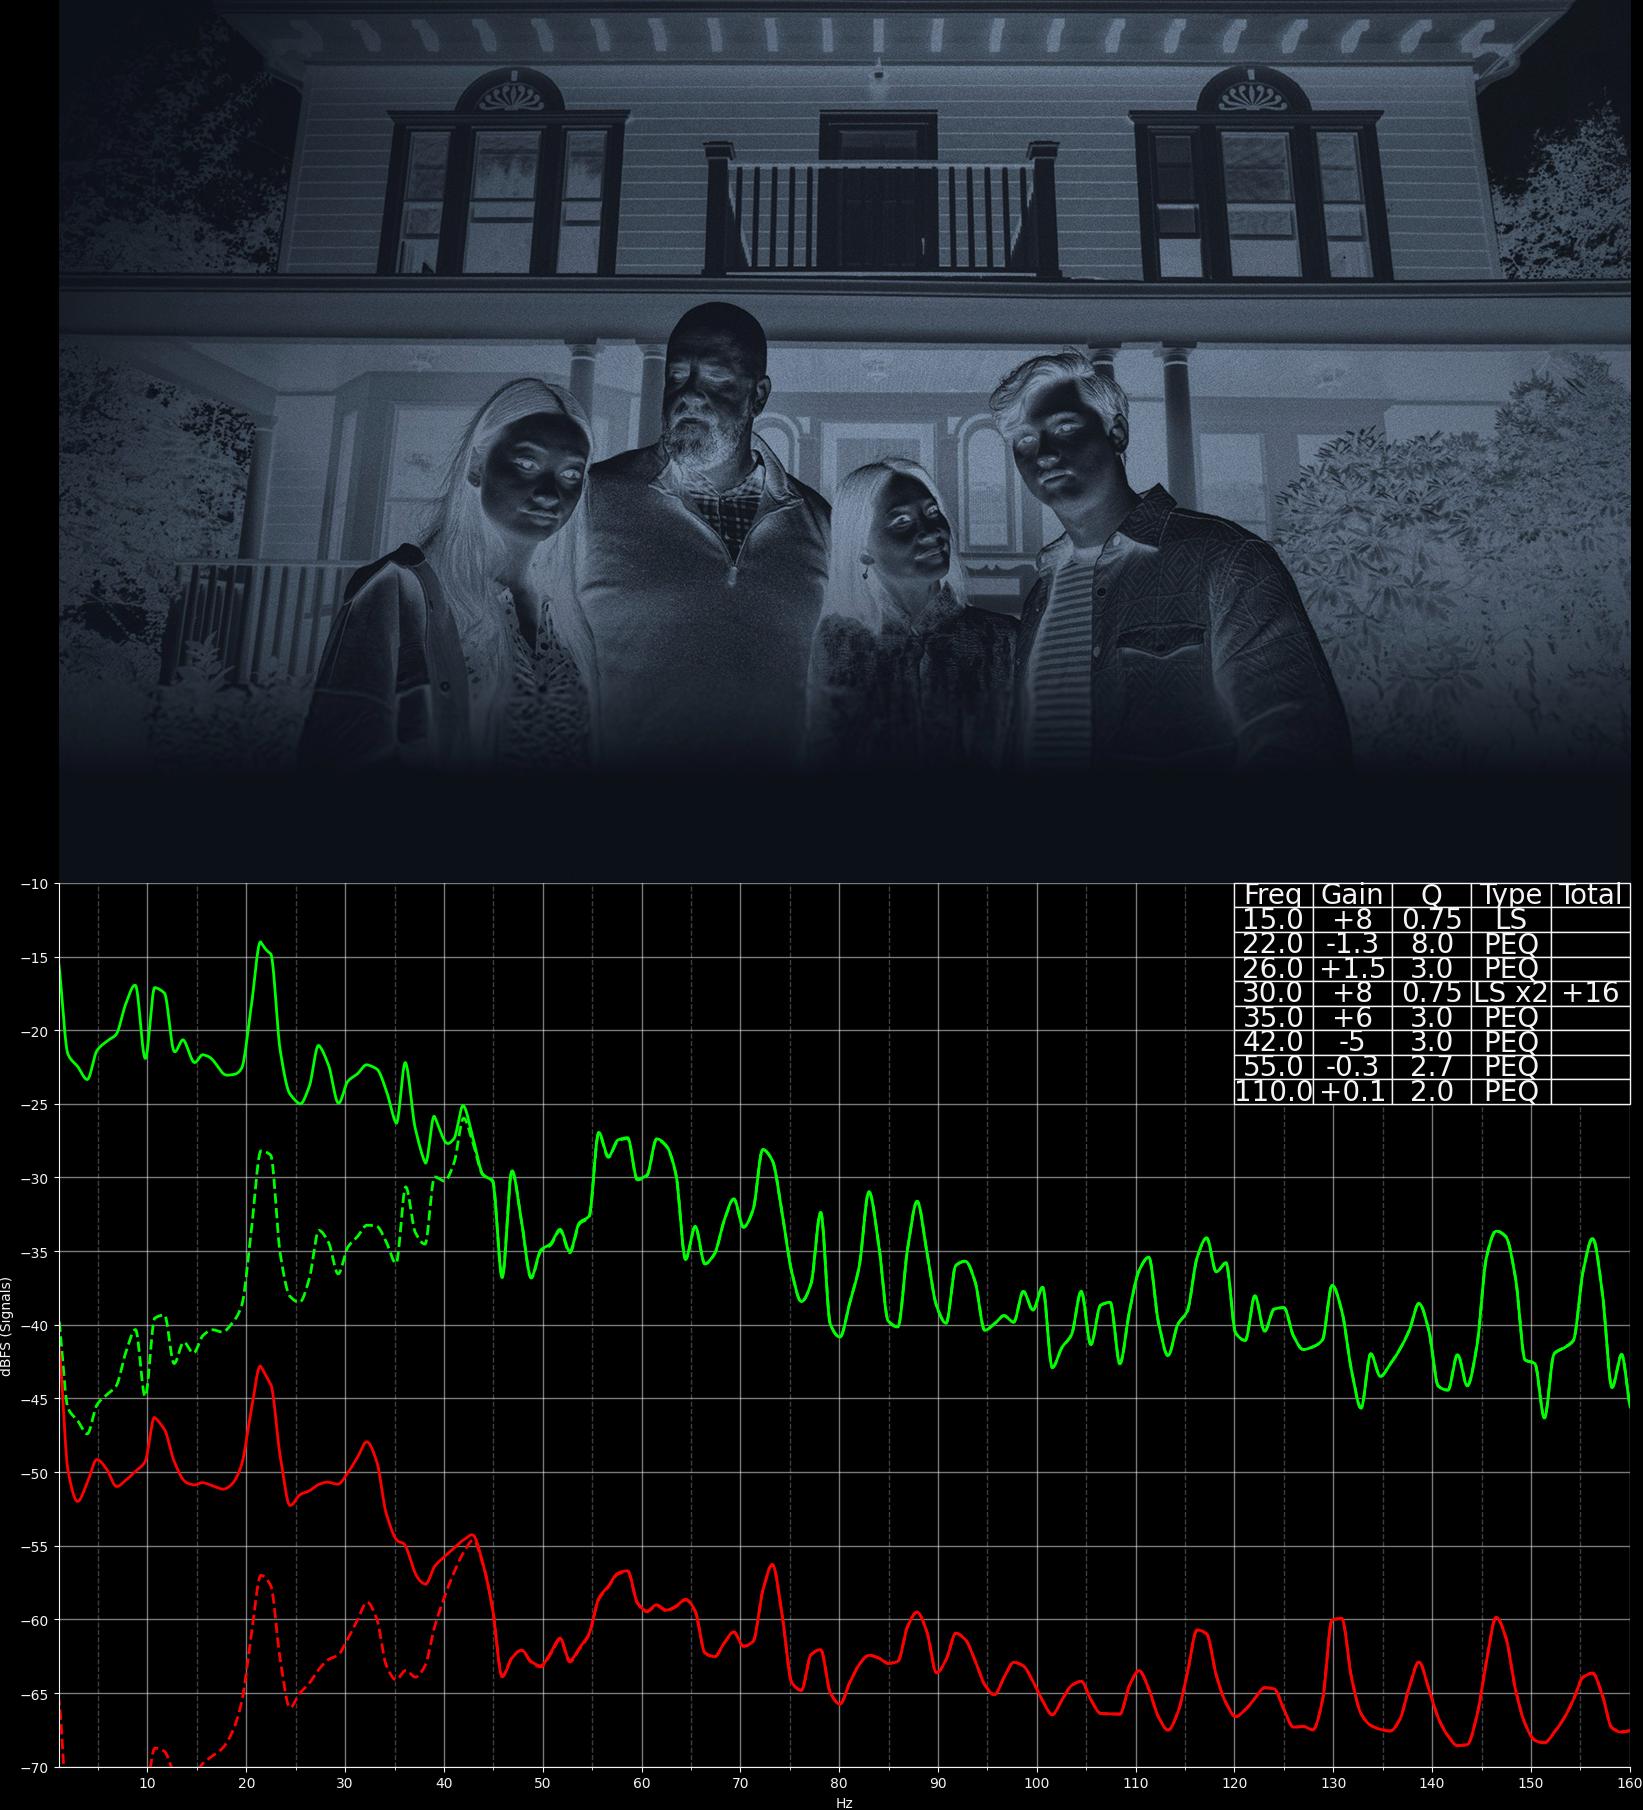 Freq Gain Q Type Total
15.0 +8 0.75 LS
22.0 -1.3 8.0 PEQ
26.0 +1.5 3.0 PEQ
30.0 +8 0.75 LS x2 +16
35.0 +6 3.0 PEQ
42.0 -5 3.0 PEQ
55.0 -0.3 2.7 PEQ
110.0 +0.1 2.0 PEQ
−10
−15
−20
−25
−30
−35
−40
−45
−50
−55
−60
−65
−70
dBFS (Signals)
10 20 30 40 50 60 70 80 90 100 110 120 130 140 150 160
Hz